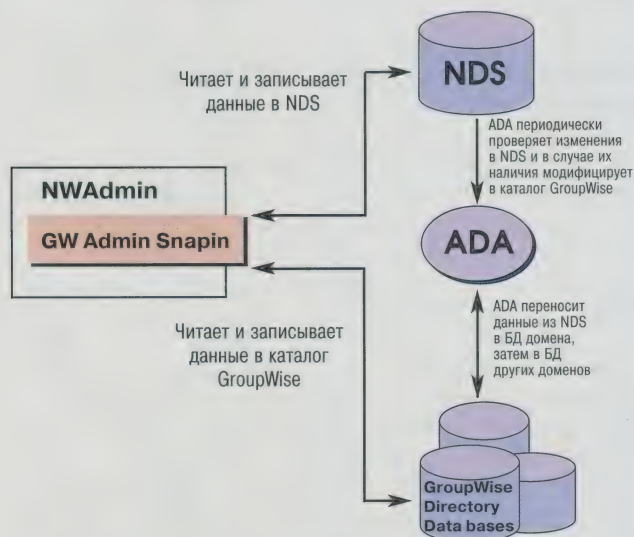 Читает и записывает
данные в NDS
NDS
ADA периодически
проверяет изменения
в NDS и в случае их
наличия модифицирует
в каталог GroupWise
NWAdmin
GW Admin Snapin
ADA
Читает и записывает
данные в каталог
GroupWise
ADA переносит
данные из NDS
в БД домена,
затем в БД
других доменов
GroupWise
Directory
Data bases